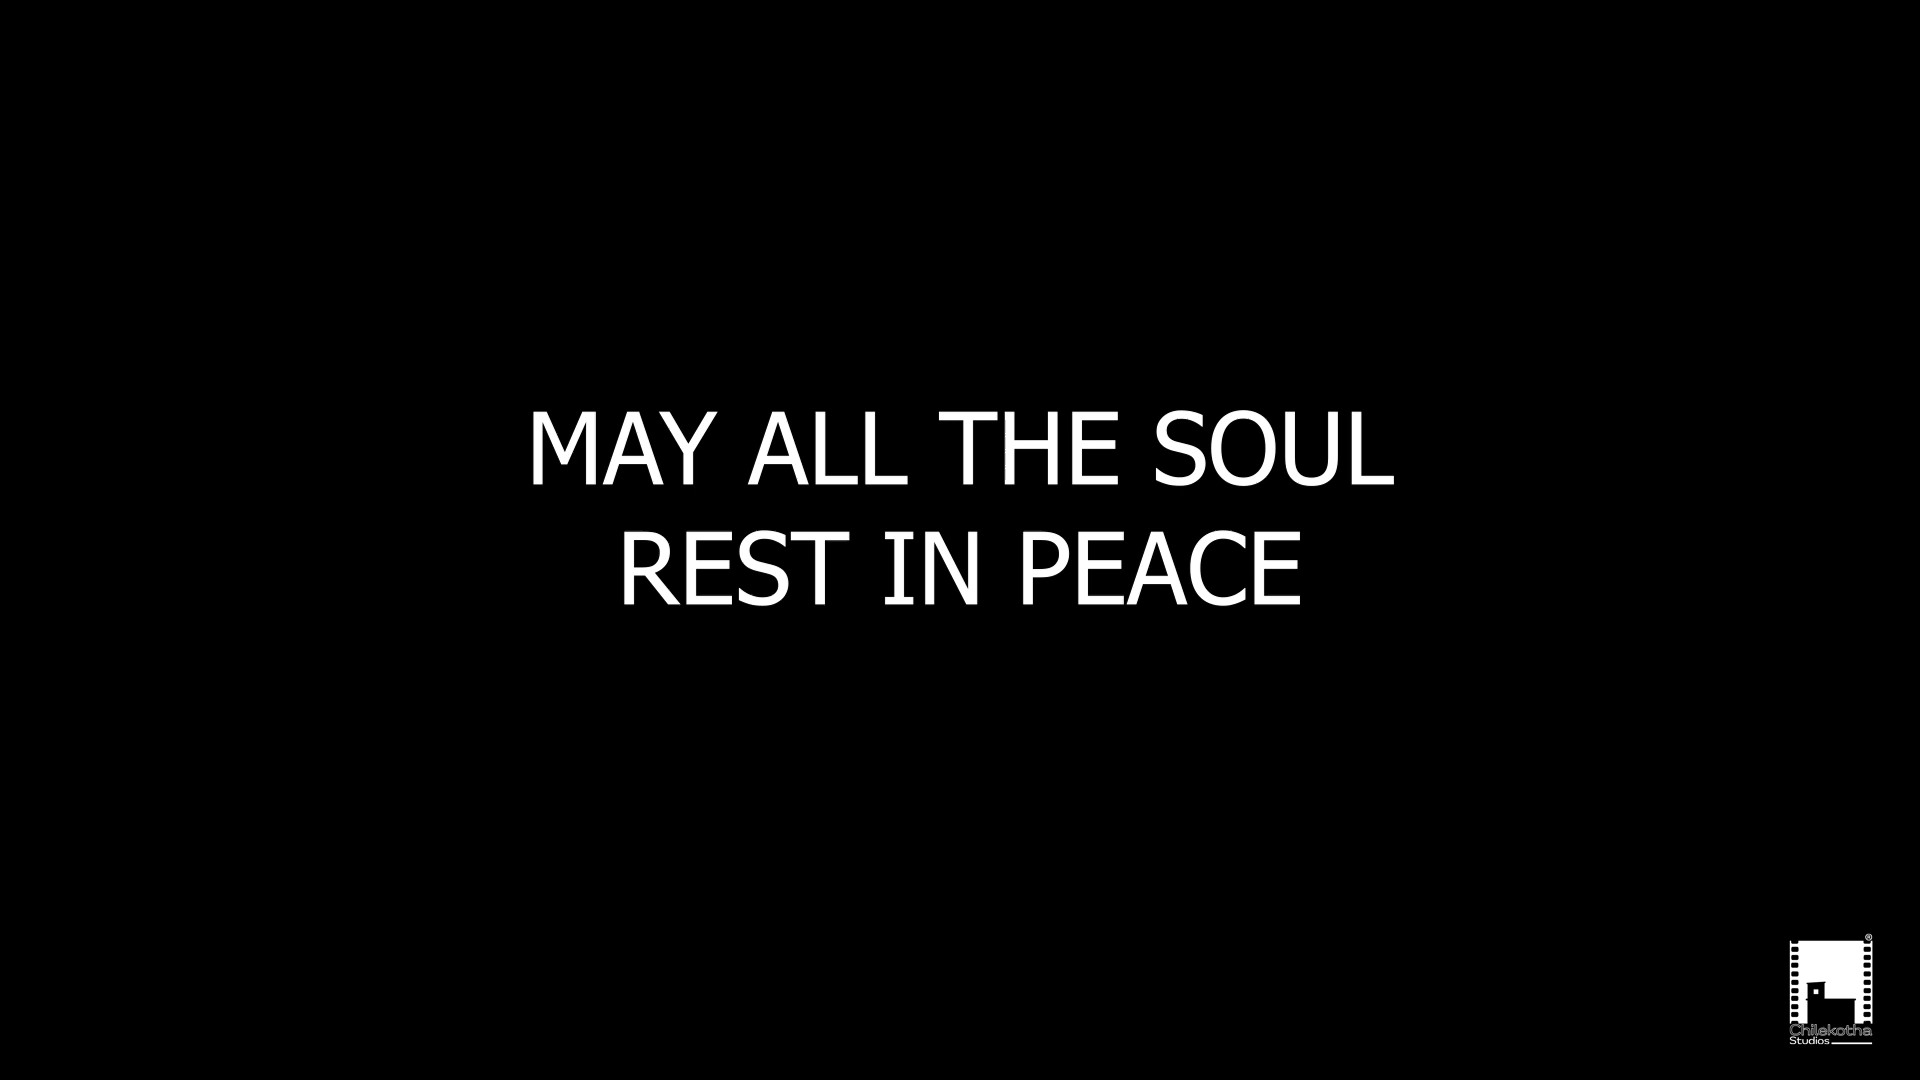 MAY ALL THE SOUL
REST IN PEACE
®
Chilekotha
Studios